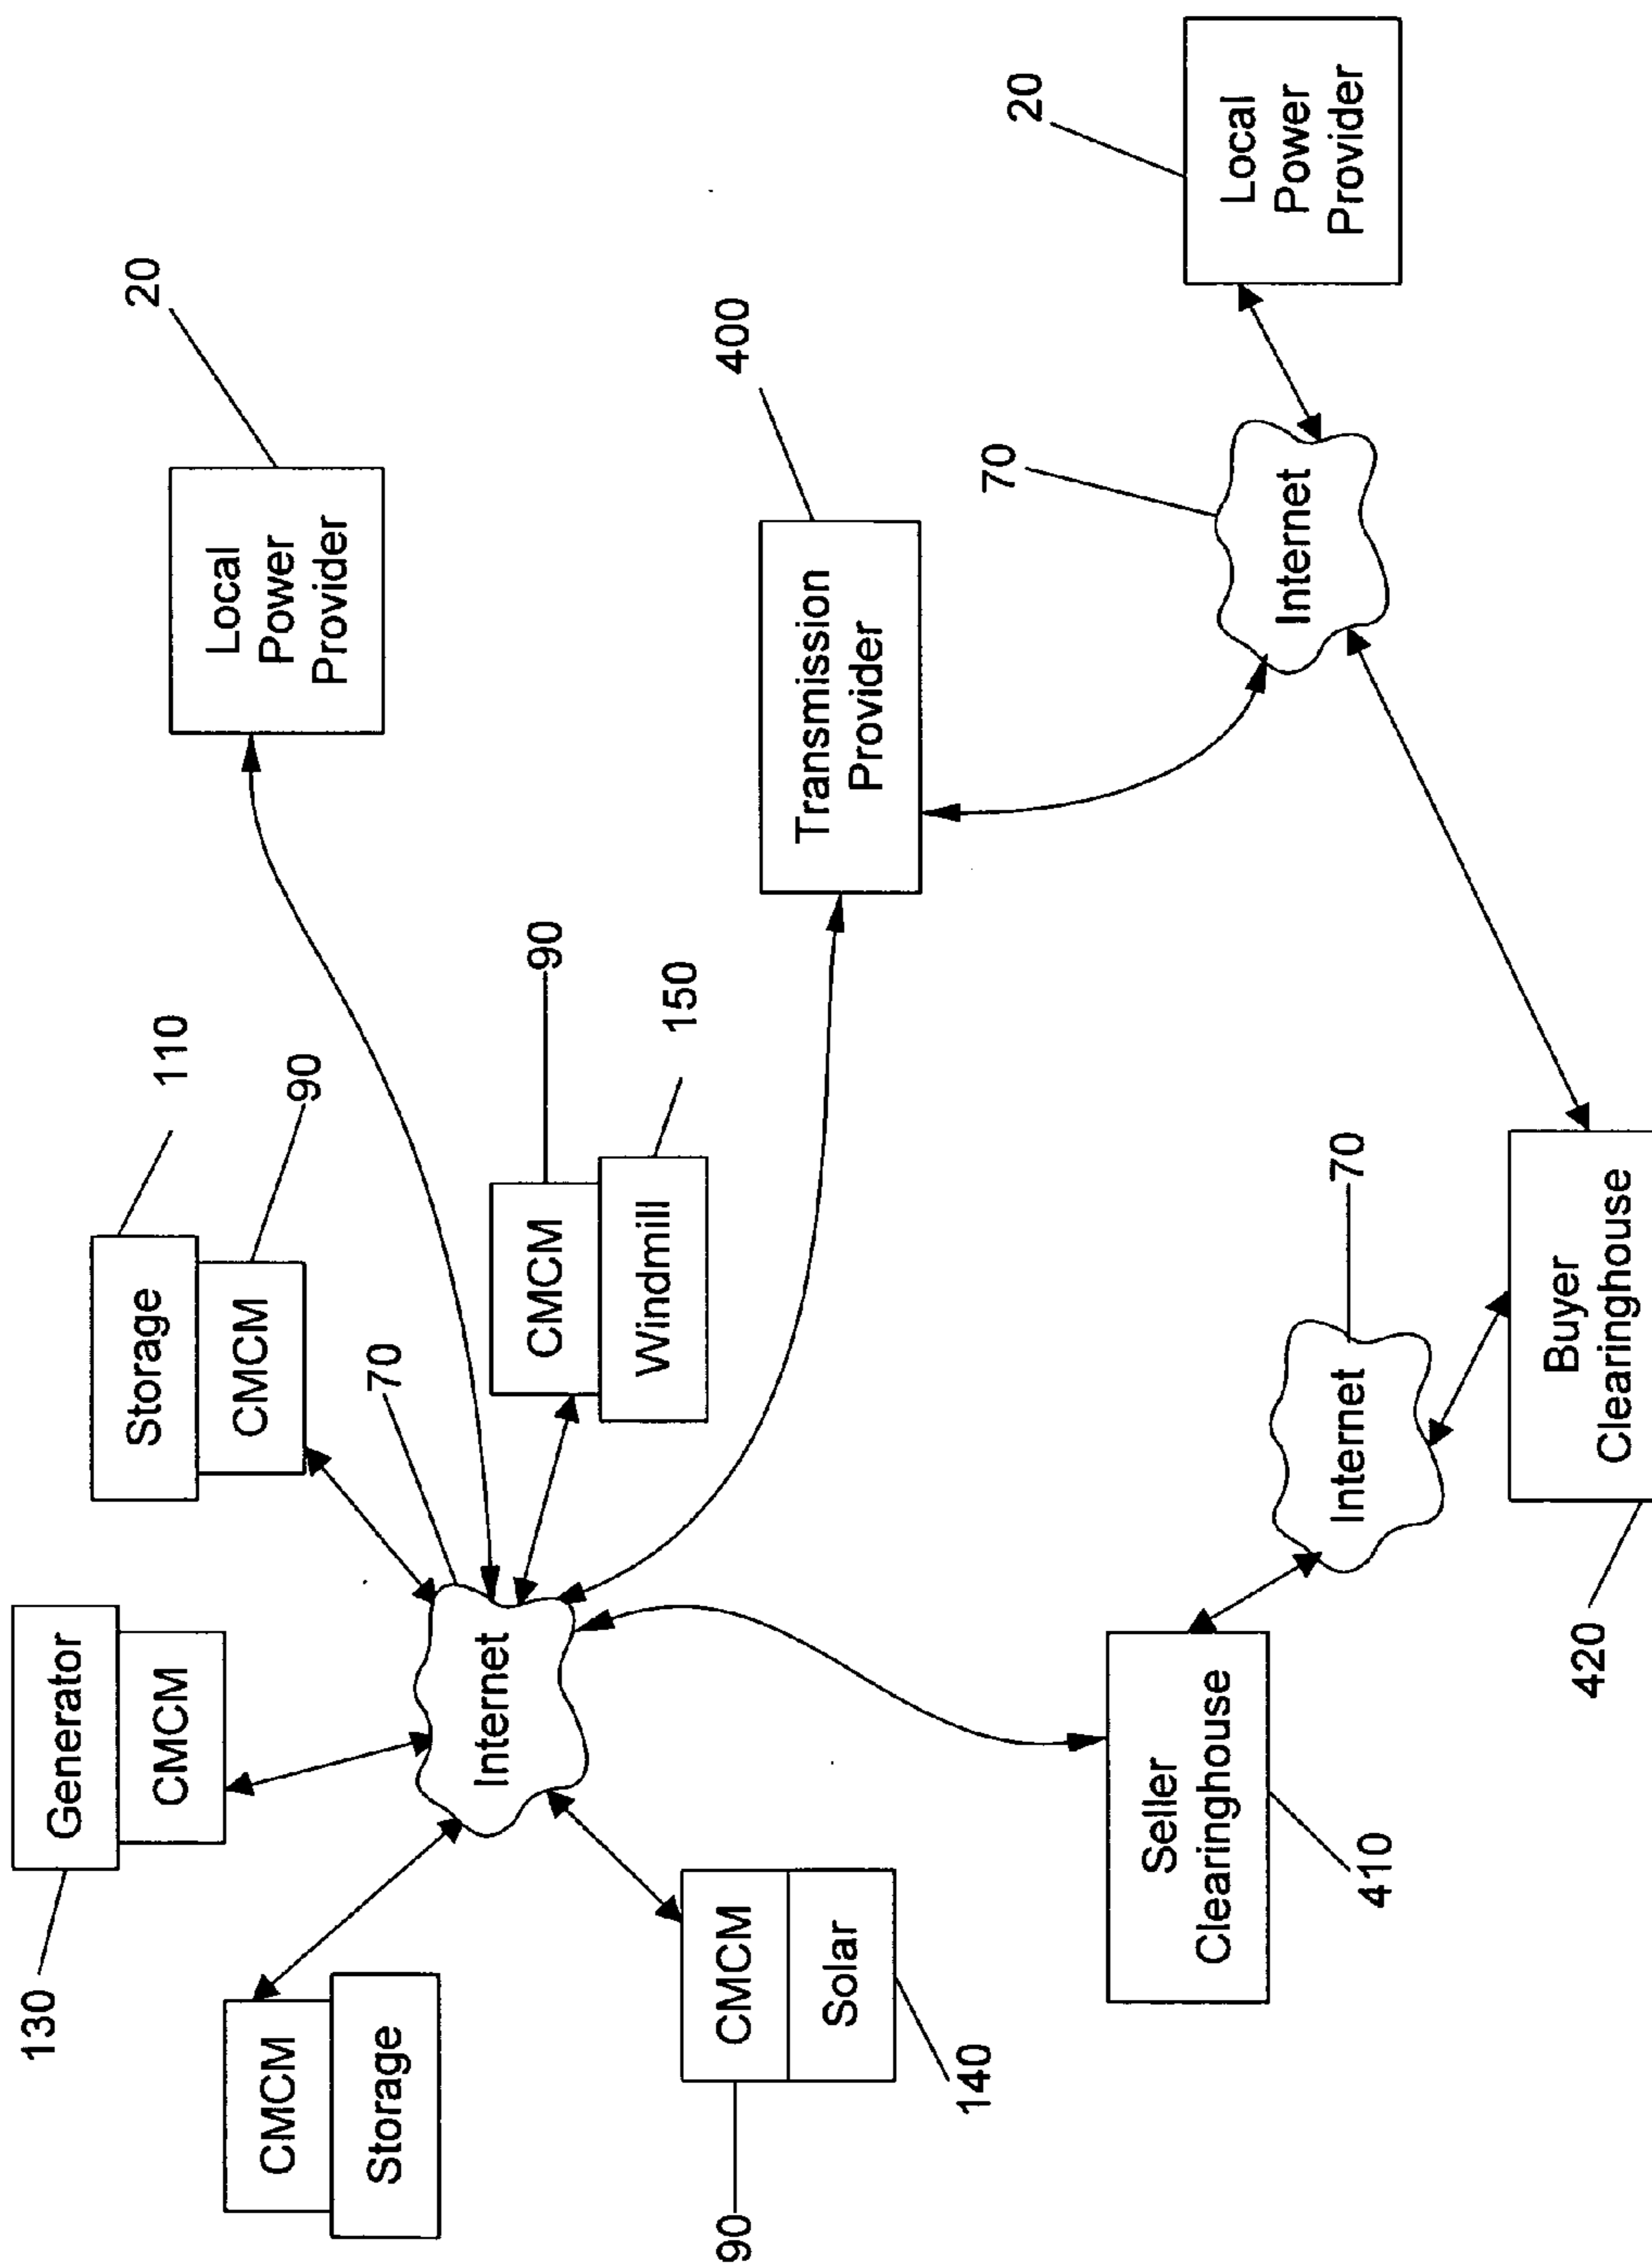 130
Generator
CMCM
Storage
110
CMCM
90
CMCM
Storage
Local
Power
Provider
20
70
Internet
CMCM
90
Windmill
150
90
CMCM
Solar
140
Transmission
Provider
400
Seller
Clearinghouse
410
Internet
70
Internet
70
Local
Power
Provider
20
Buyer
Clearinghouse
420